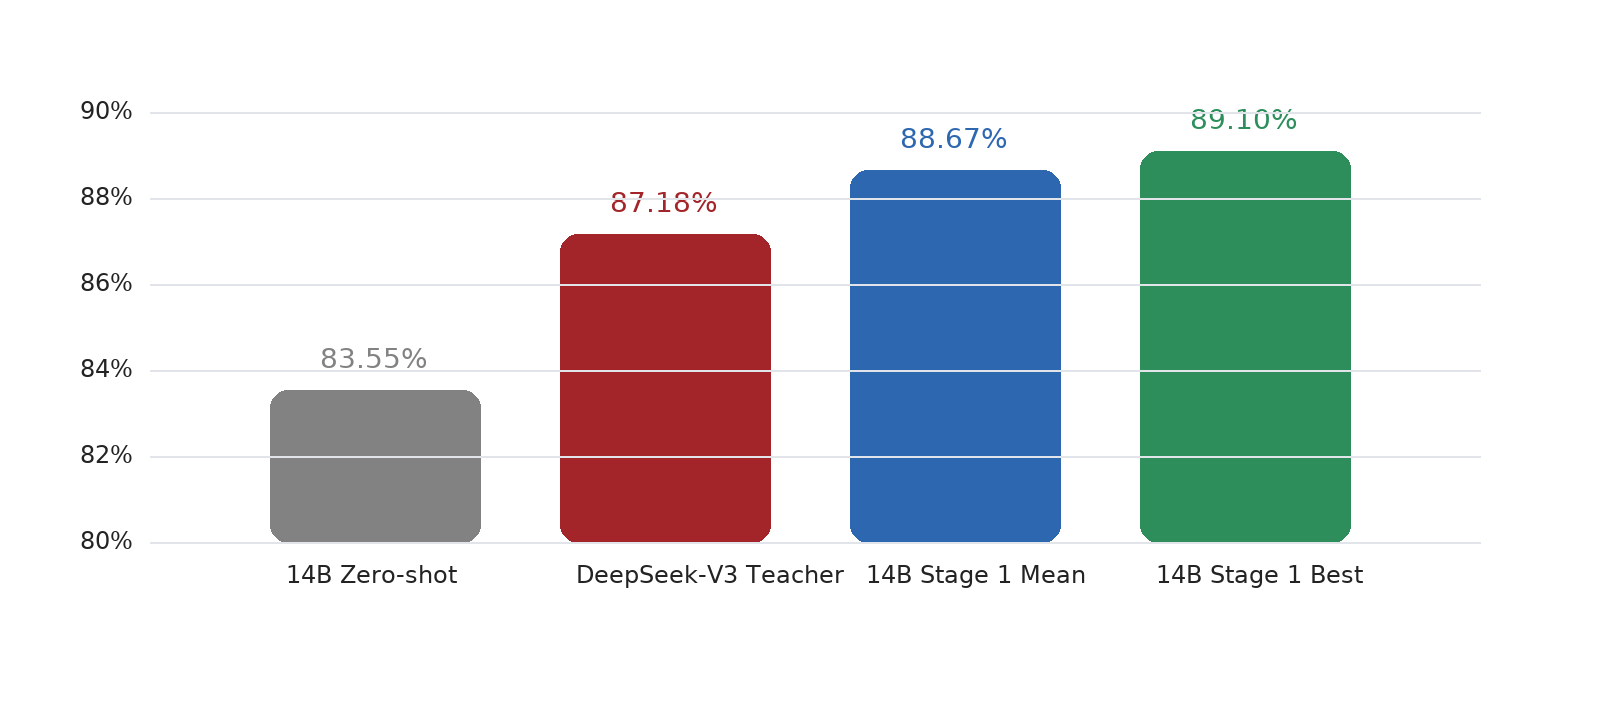 90%
89.10%
88.67%
88%
87.18%
86%
84%
83.55%
82%
80%
14B Zero-shot
DeepSeek-V3 Teacher
14B Stage 1 Mean
14B Stage 1 Best